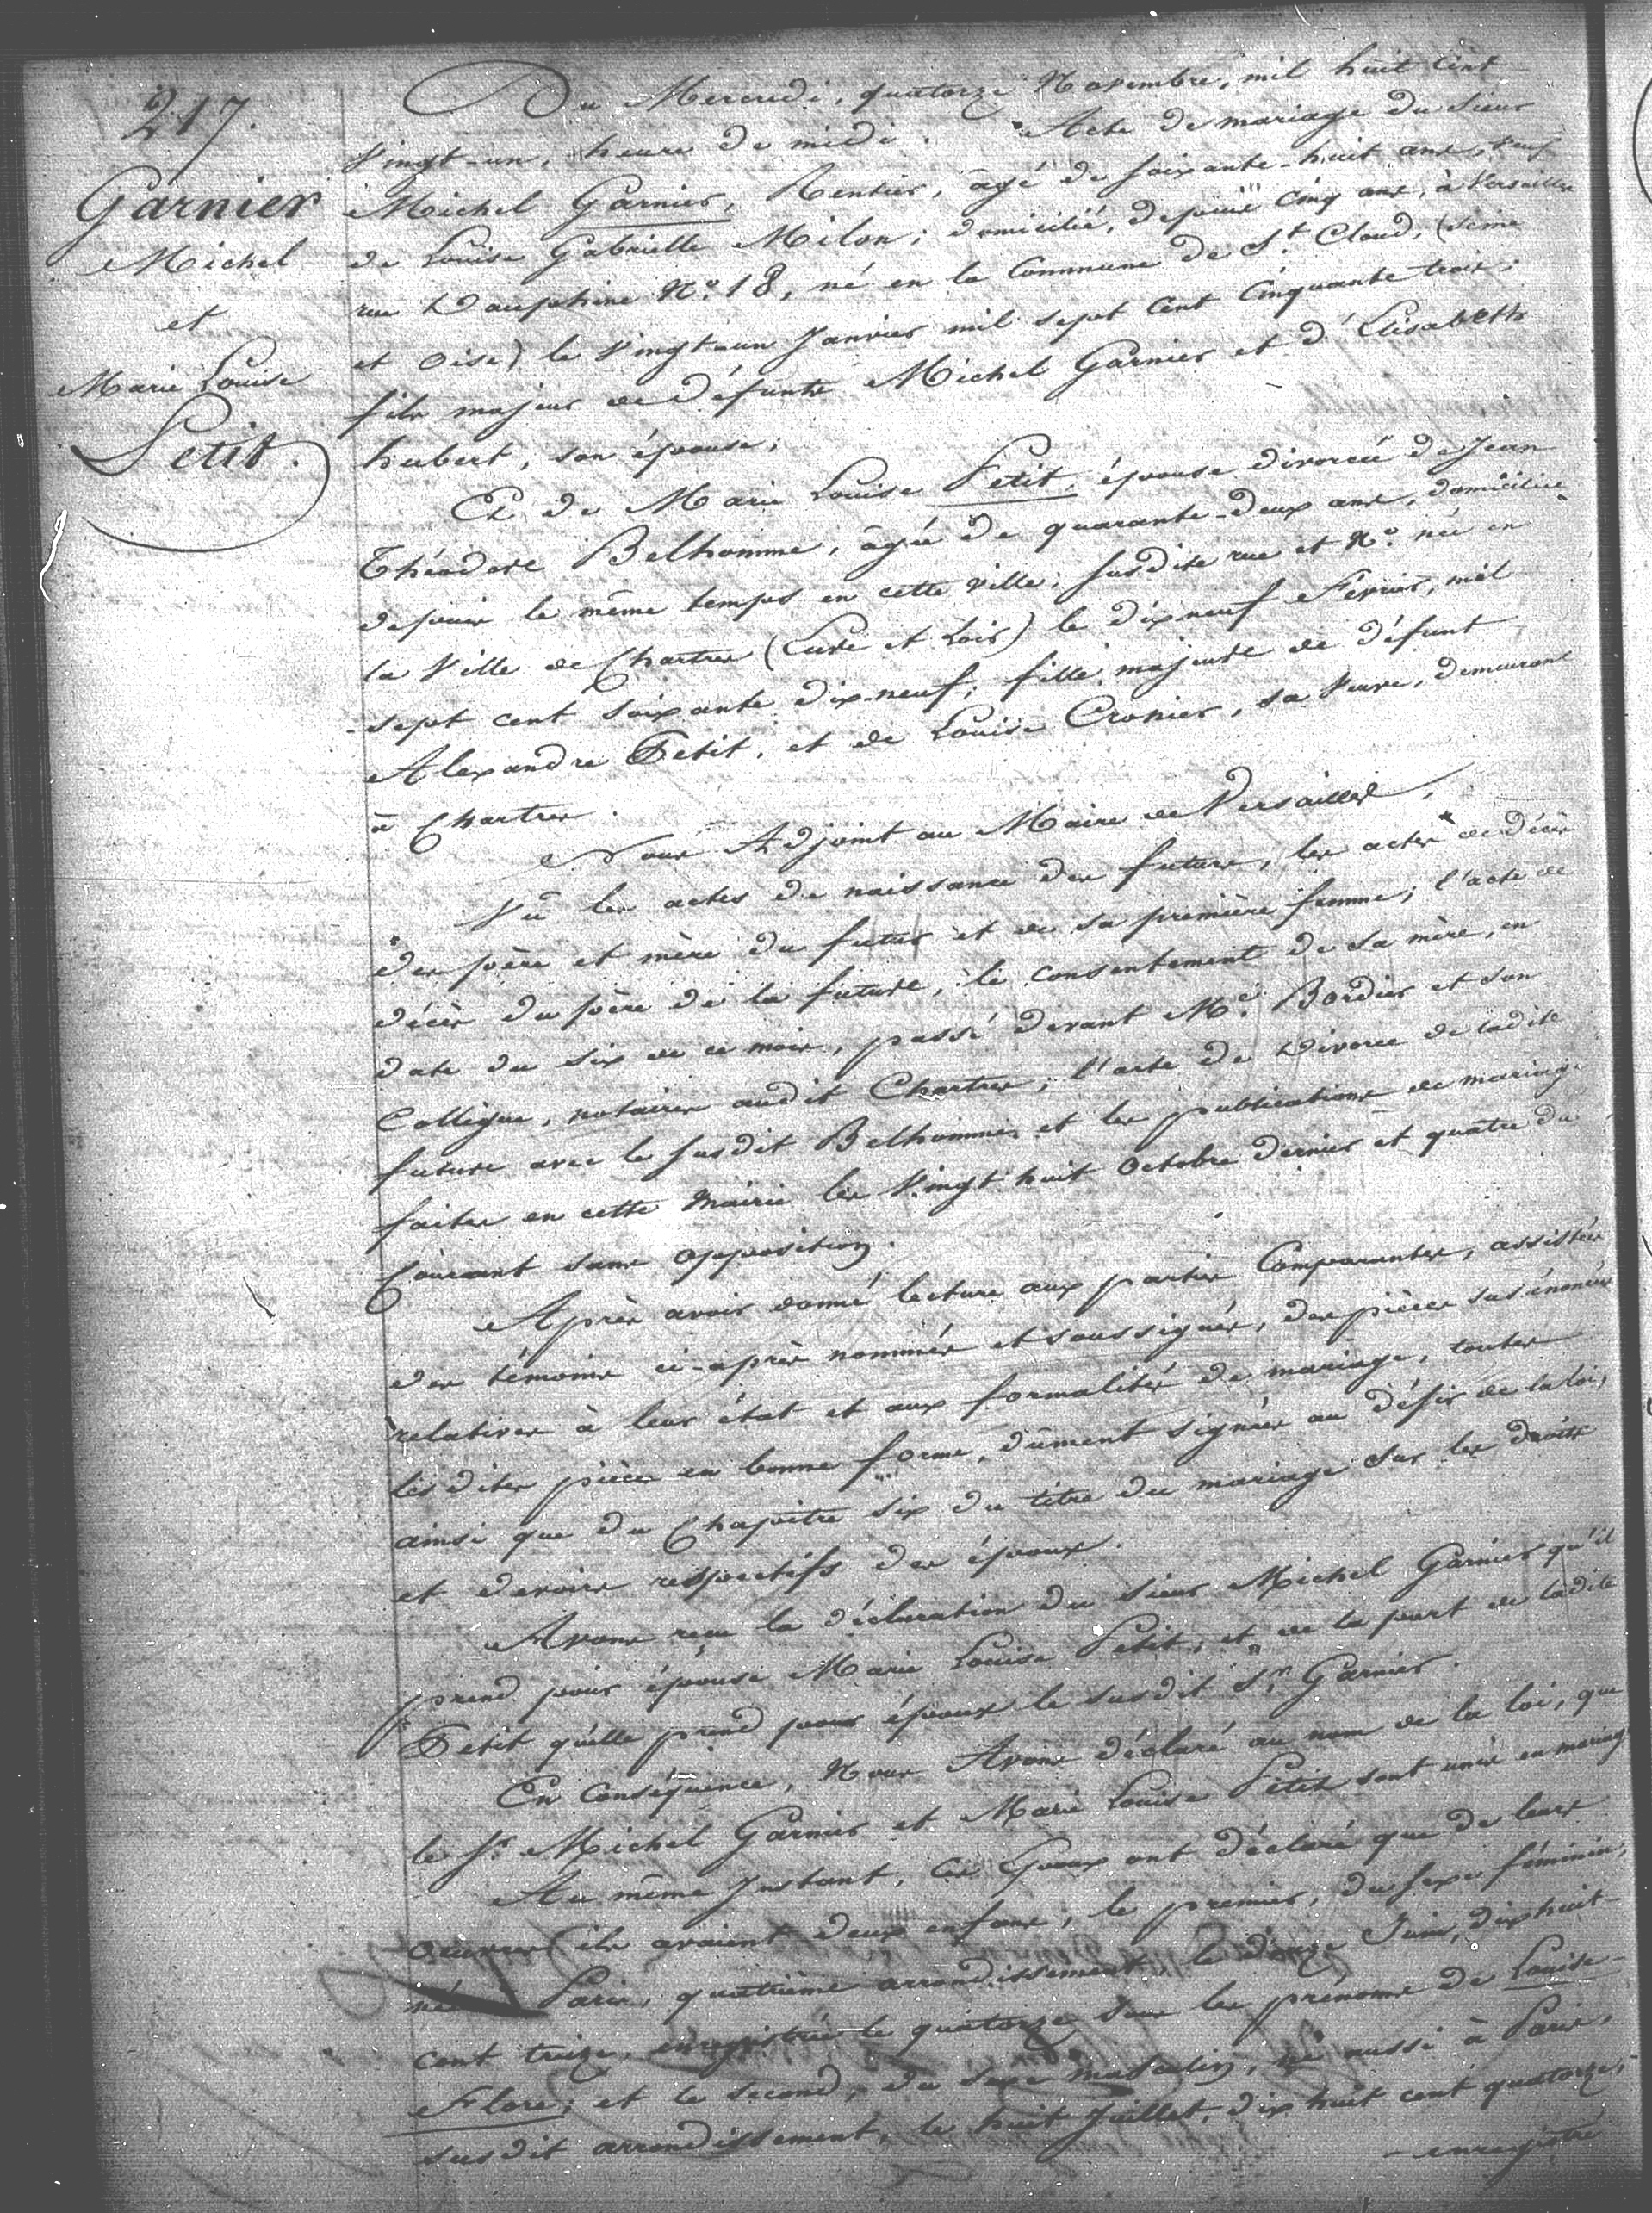 217.
Garnier
Michel
et
Marie Louise
Petit.
Du Mercredi, quatorze Novembre, mil huit cent
Vingt-un, heure de midi. Acte de mariage du Sieur
Michel Garnier, Rentier, âgé de soixante-huit ans, veuf
de Louise Gabrielle Milon; domicilié, depuis cinq ans, à Versailles
rue Dauphine N.° 18, né en la Commune de S.t Cloud, (Seine
et Oise) le Vingt-un Janvier mil sept cent cinquante trois;
fils majeur de défunts Michel Garnier et d'Elisabeth
hubert, son épouse;
Et de Marie Louise Petit, épouse divorcée de Jean
Théodore Belhomme, âgée de quarante-deux ans, domiciliée
depuis le même temps en cette ville, susdite rue et N.° née en
la Ville de Chartres (Eure et Loir) le dix neuf Février, mil
sept cent soixante dix-neuf; fille majeure de défunt
Alexandre Petit, et de Louise Cronier, sa Veuve, demeurant
à Chartres.
Nous Adjoint au Maire de Versailles,
Vû les actes de naissance des futurs, les actes de décès
des père et mère du futur et de sa première femme; l'acte de
décès du père de la future, le consentement de sa mère, en
date du six de ce mois, passé devant M.e Bordier et son
Collègue, notaires audit Chartres; l'acte de Divorce de ladite
future avec le susdit Belhomme et les publications de mariage
faites en cette Mairie les Vingt huit Octobre dernier et quatre du
Courant sans opposition.
Après avoir donné lecture aux parties Comparantes, assistées
des témoins ci-après nommés et soussignés, des pièces sus énoncées
relatives à leur état et aux formalités de mariage, toutes
lesdites pièces en bonne forme, dûment signées au désir de la loi,
ainsi que du Chapitre six du titre du mariage sur les droits
et devoirs respectifs des époux.
Avons reçu la déclaration du Sieur Michel Garnier qu'il
prend pour épouse Marie Louise Petit; et de la part de ladite
Petit qu'elle prend pour époux le susdit S.r Garnier.
En Conséquence, Nous Avons déclaré au nom de la loi, que
le S.r Michel Garnier et Marie Louise Petit sont unis en mariage
Au même Instant, ces Epoux ont déclaré que de leurs
oeuvres ils avaient deux enfans, le premier, du sexe féminin,
né Paris, quatrième arrondissement, le douze Juin, dix huit
cent treize, enregistrée le quatorze sous les prénoms de Louise
Flore; et le second, du sexe masculin, né aussi à Paris,
susdit arrondissement, le huit Juillet, dix huit cent quatorze,
enregistré